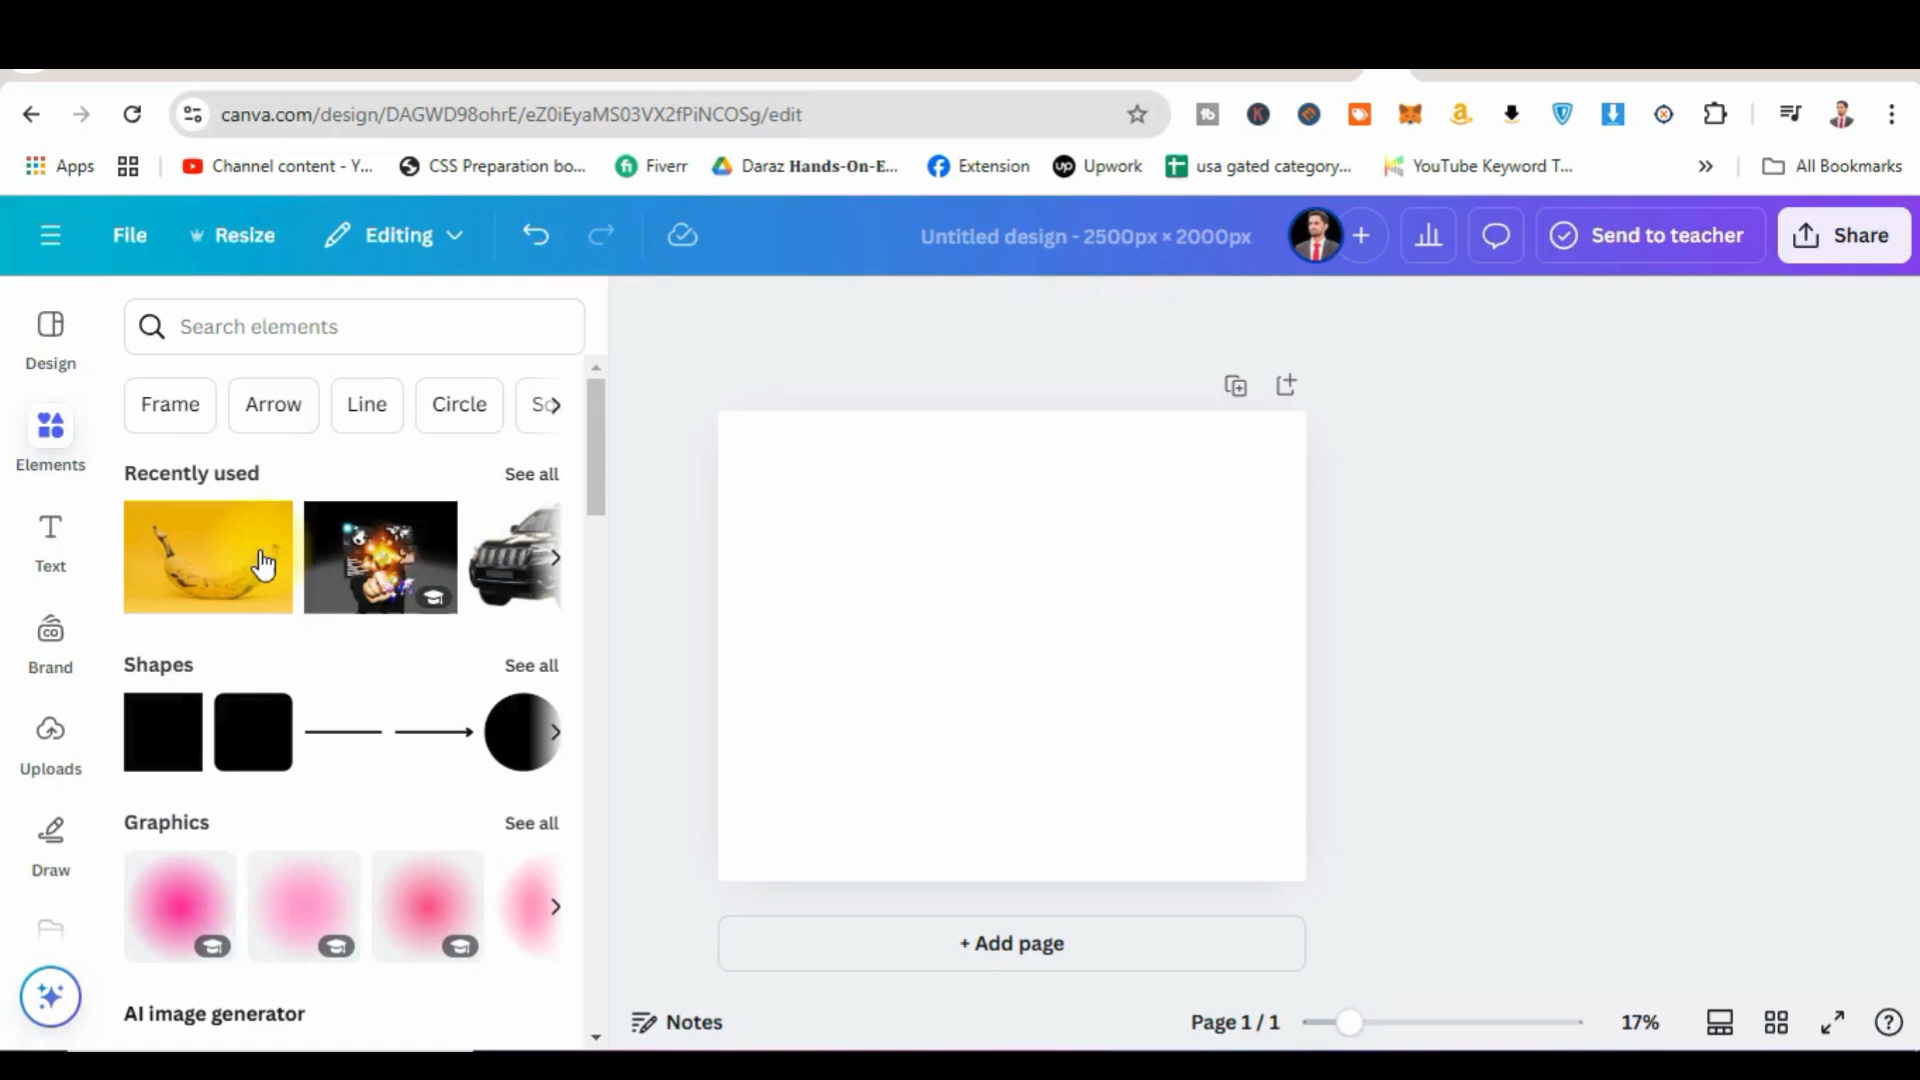 canva.com/design/DAGWD98ohrE/eZ0iEyaMS03VX2fPiNCOSg/edit
Apps
Channel content - Y...
CSS Preparation bo...
Fiverr
Daraz Hands-On-E...
Extension
Upwork
usa gated category...
YouTube Keyword T...
All Bookmarks
File
Resize
Editing
Untitled design - 2500px × 2000px
Send to teacher
Share
Design
Elements
Text
Brand
Uploads
Draw
Search elements
Frame
Arrow
Line
Circle
Recently used
See all
Shapes
See all
Graphics
See all
AI image generator
+ Add page
Notes
Page 1 / 1
17%